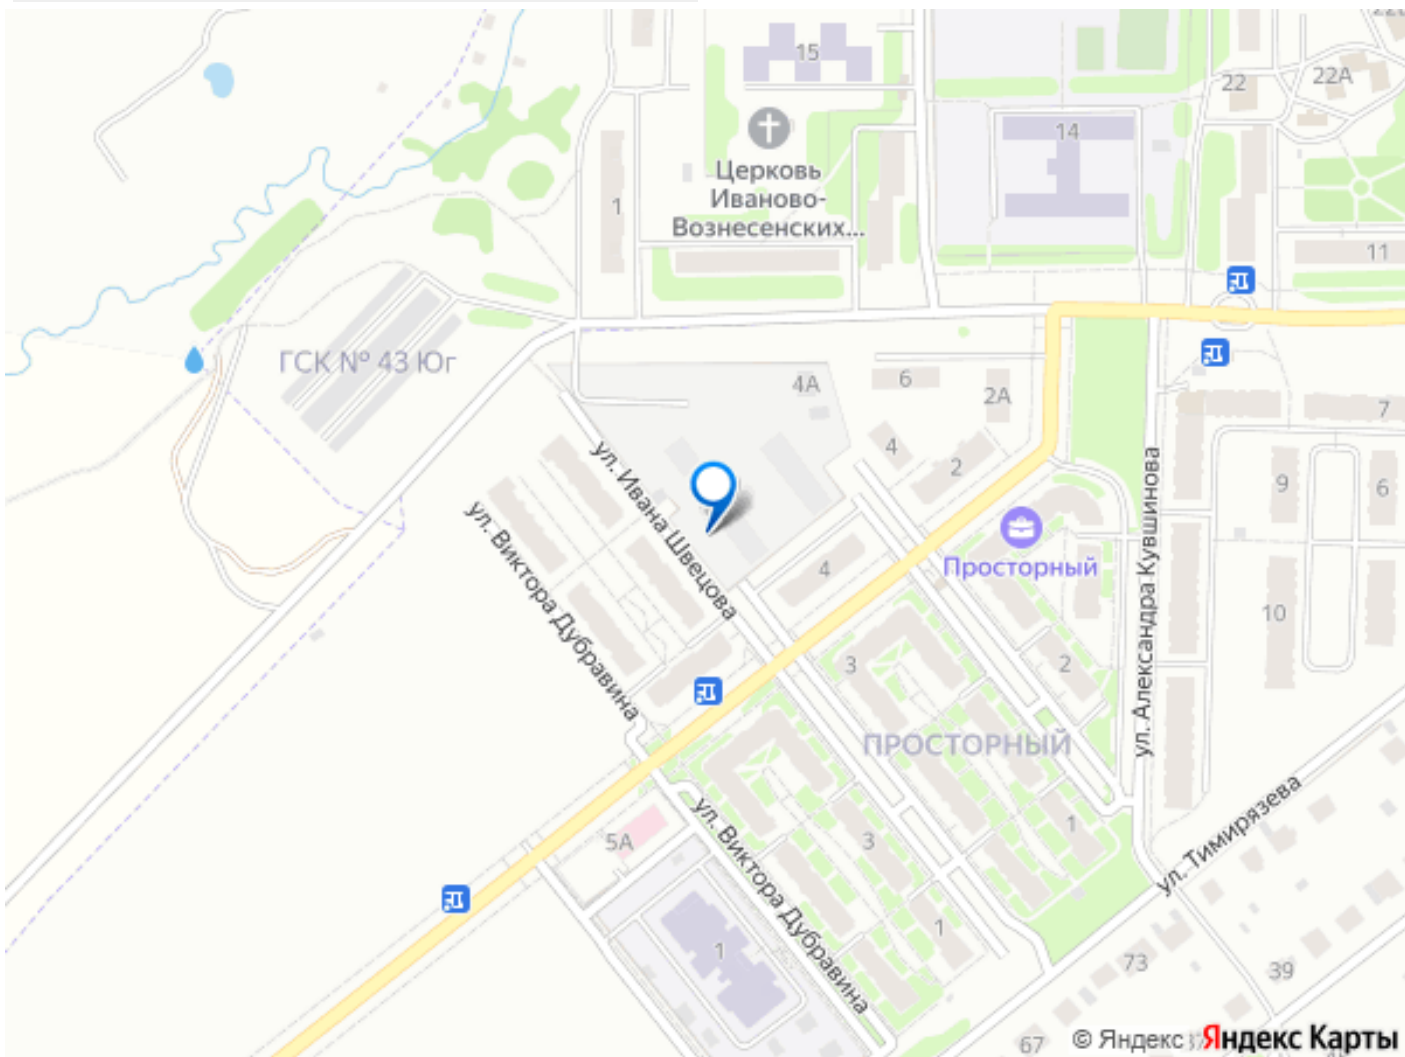 15
22
22А
14
Церковь
Иваново-
Вознесенских...
1
11
ГСК № 43 Юг
4А
6
2А
7
4
2
ул. Ивана Швецова
ул. Виктора Дубравина
ул. Александра Кувшинова
9
6
Просторный
4
10
3
2
ПРОСТОРНЫЙ
ул. Тимирязева
5А
ул. Виктора Дубравина
3
1
1
1
73
39
67
© Яндекс
Яндекс Карты